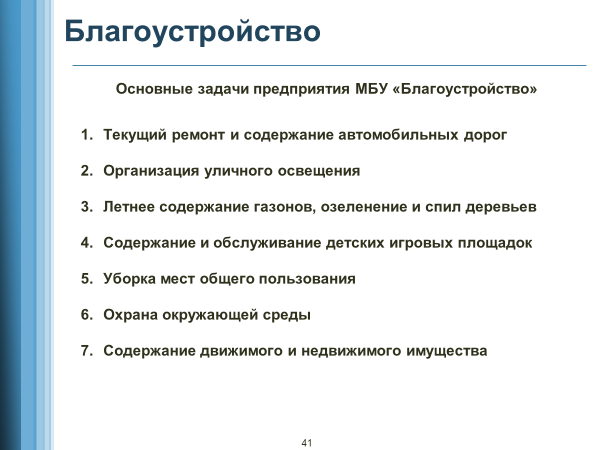 Благоустройство
Основные задачи предприятия МБУ «Благоустройство»
1. Текущий ремонт и содержание автомобильных дорог
2. Организация уличного освещения
3. Летнее содержание газонов, озеленение и спил деревьев
4. Содержание и обслуживание детских игровых площадок
5. Уборка мест общего пользования
6. Охрана окружающей среды
7. Содержание движимого и недвижимого имущества
41